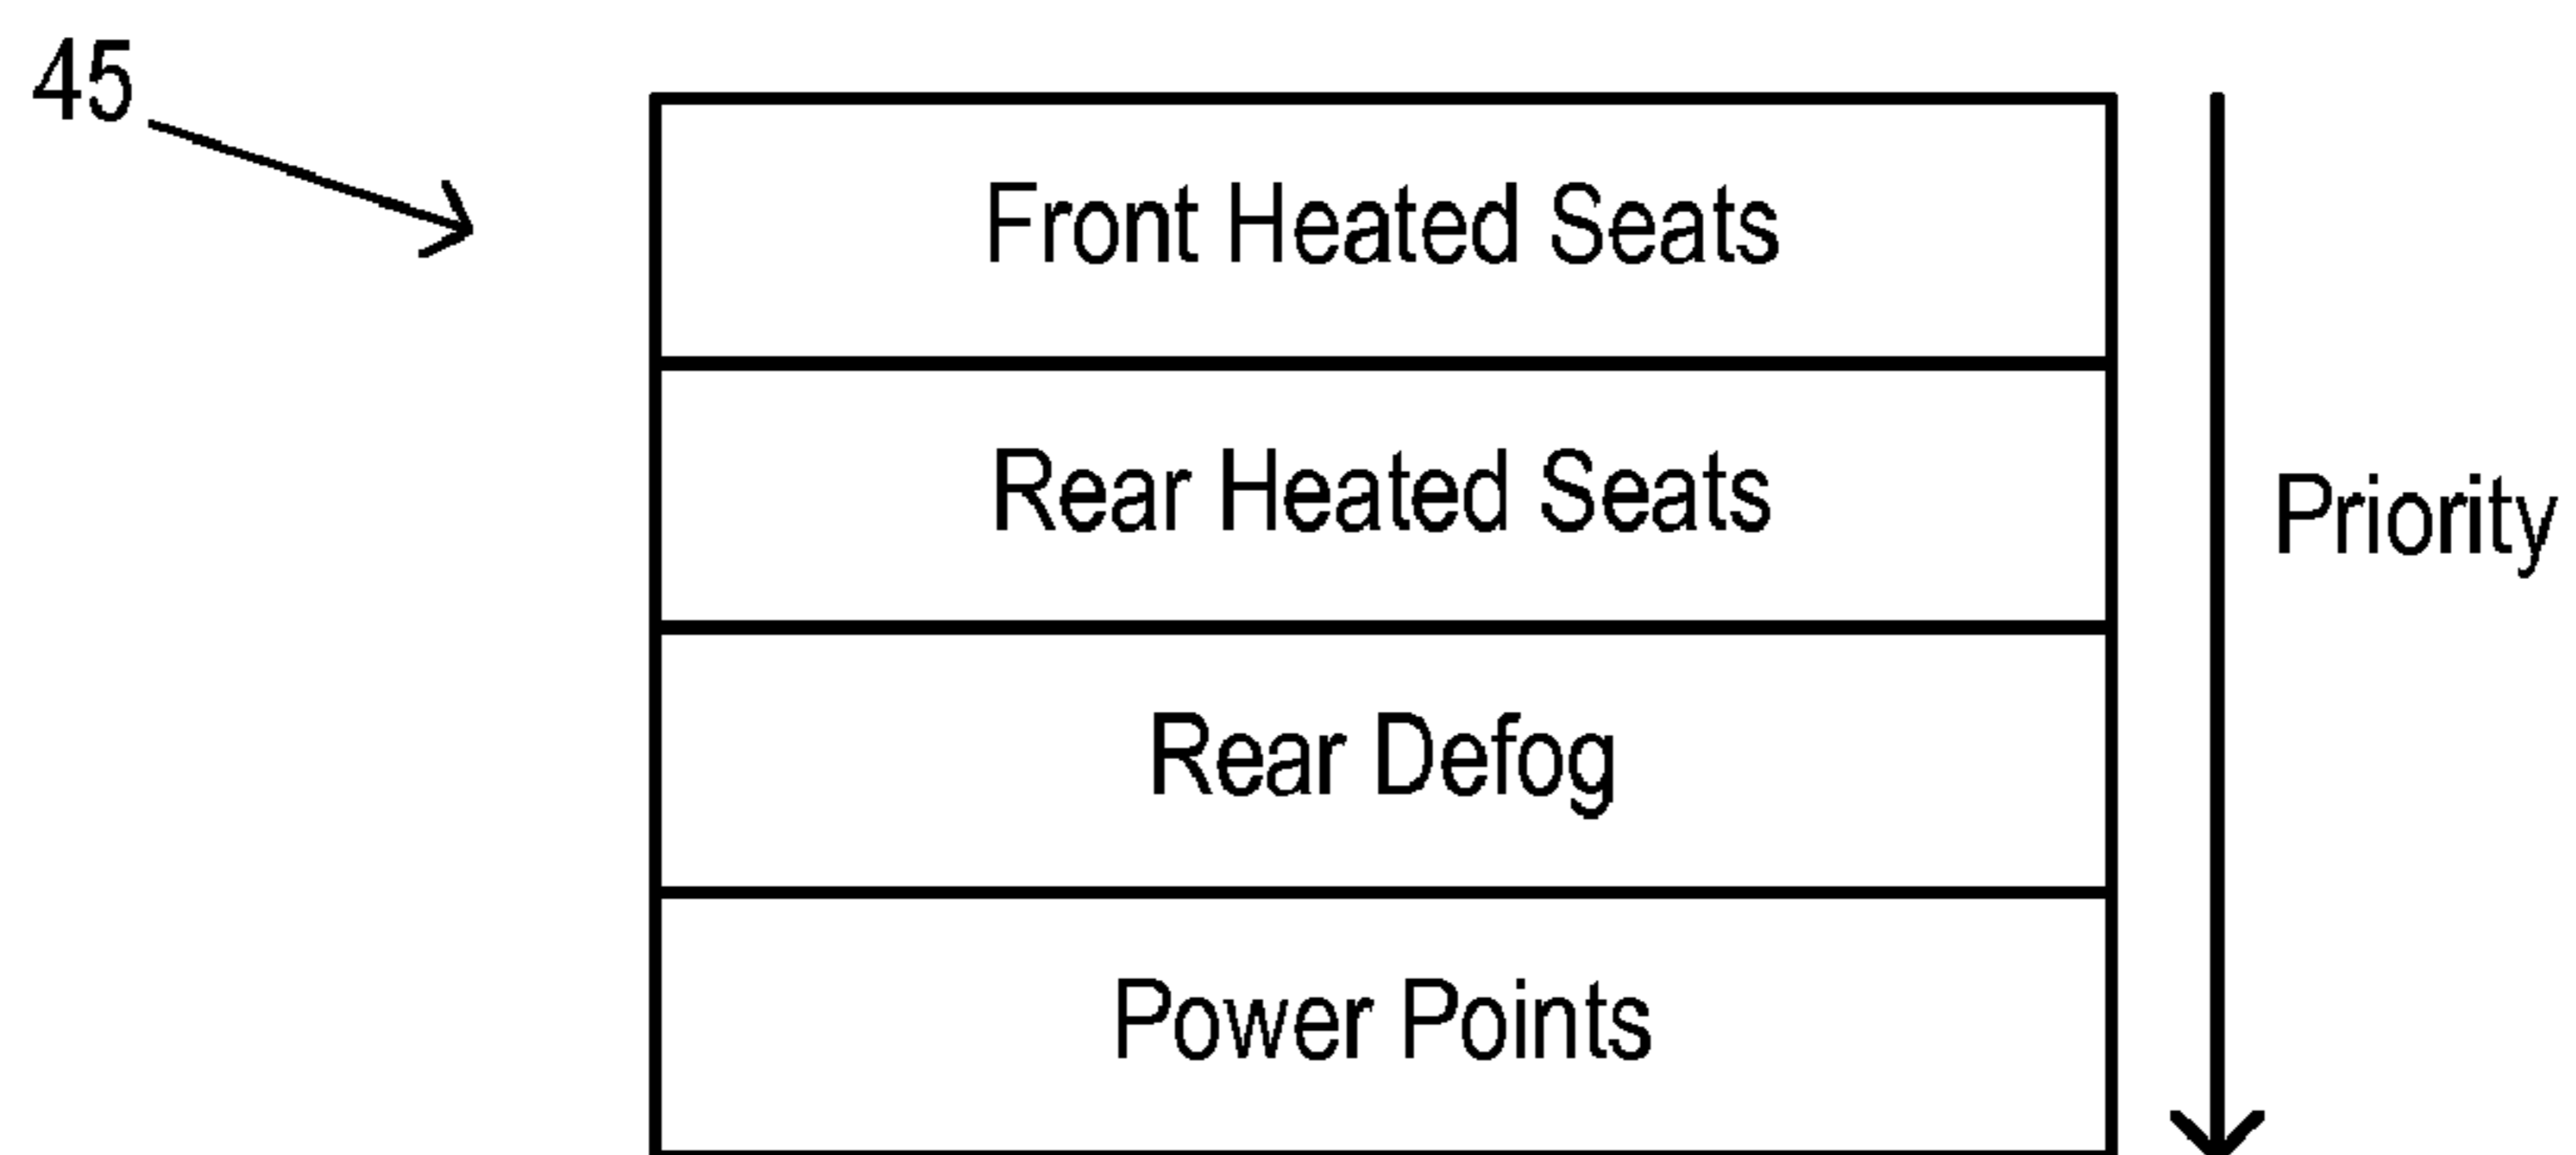 45
Front Heated Seats
Rear Heated Seats
Priority
Rear Defog
Power Points